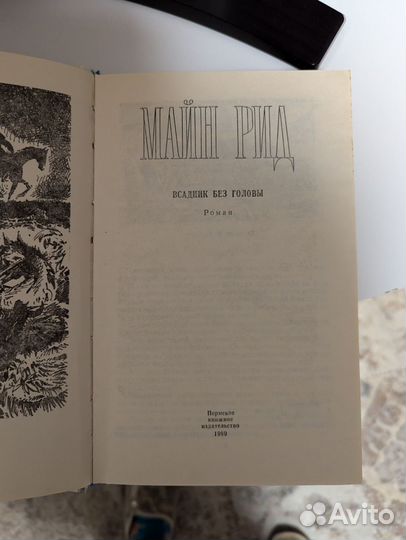 МАЙН РИД
ВСАДНИК БЕЗ ГОЛОВЫ
Роман
Пермское
книжное
издательство
1989
Avito